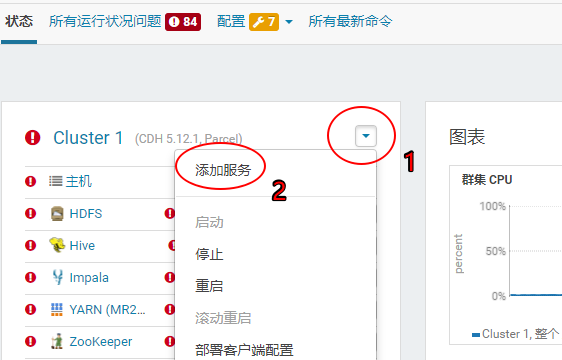 状态 所有运行状况问题 84 配置 7 所有最新命令
Cluster 1 (CDH 5.12.1, Parcel)
1
添加服务
2
主机
HDFS
启动
Hive
停止
Impala
重启
YARN (MR2...
滚动重启
ZooKeeper
部署客户端配置
图表
群集 CPU
percent
100%
50%
0%
Cluster 1, 整个